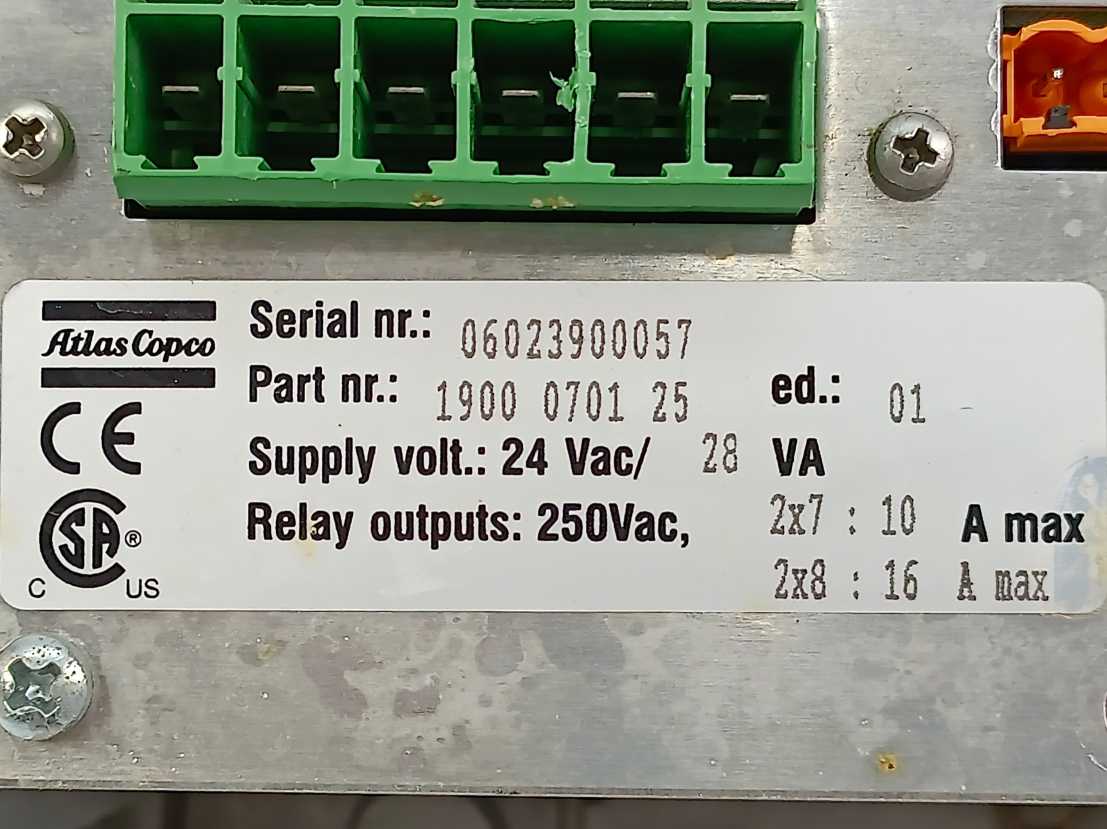 Atlas Copco
CE
CSA®
C US
Serial nr.: 06023900057
Part nr.: 1900 0701 25 ed.: 01
Supply volt.: 24 Vac/ 28 VA
Relay outputs: 250Vac, 2x7 : 10 A max
2x8 : 16 A max